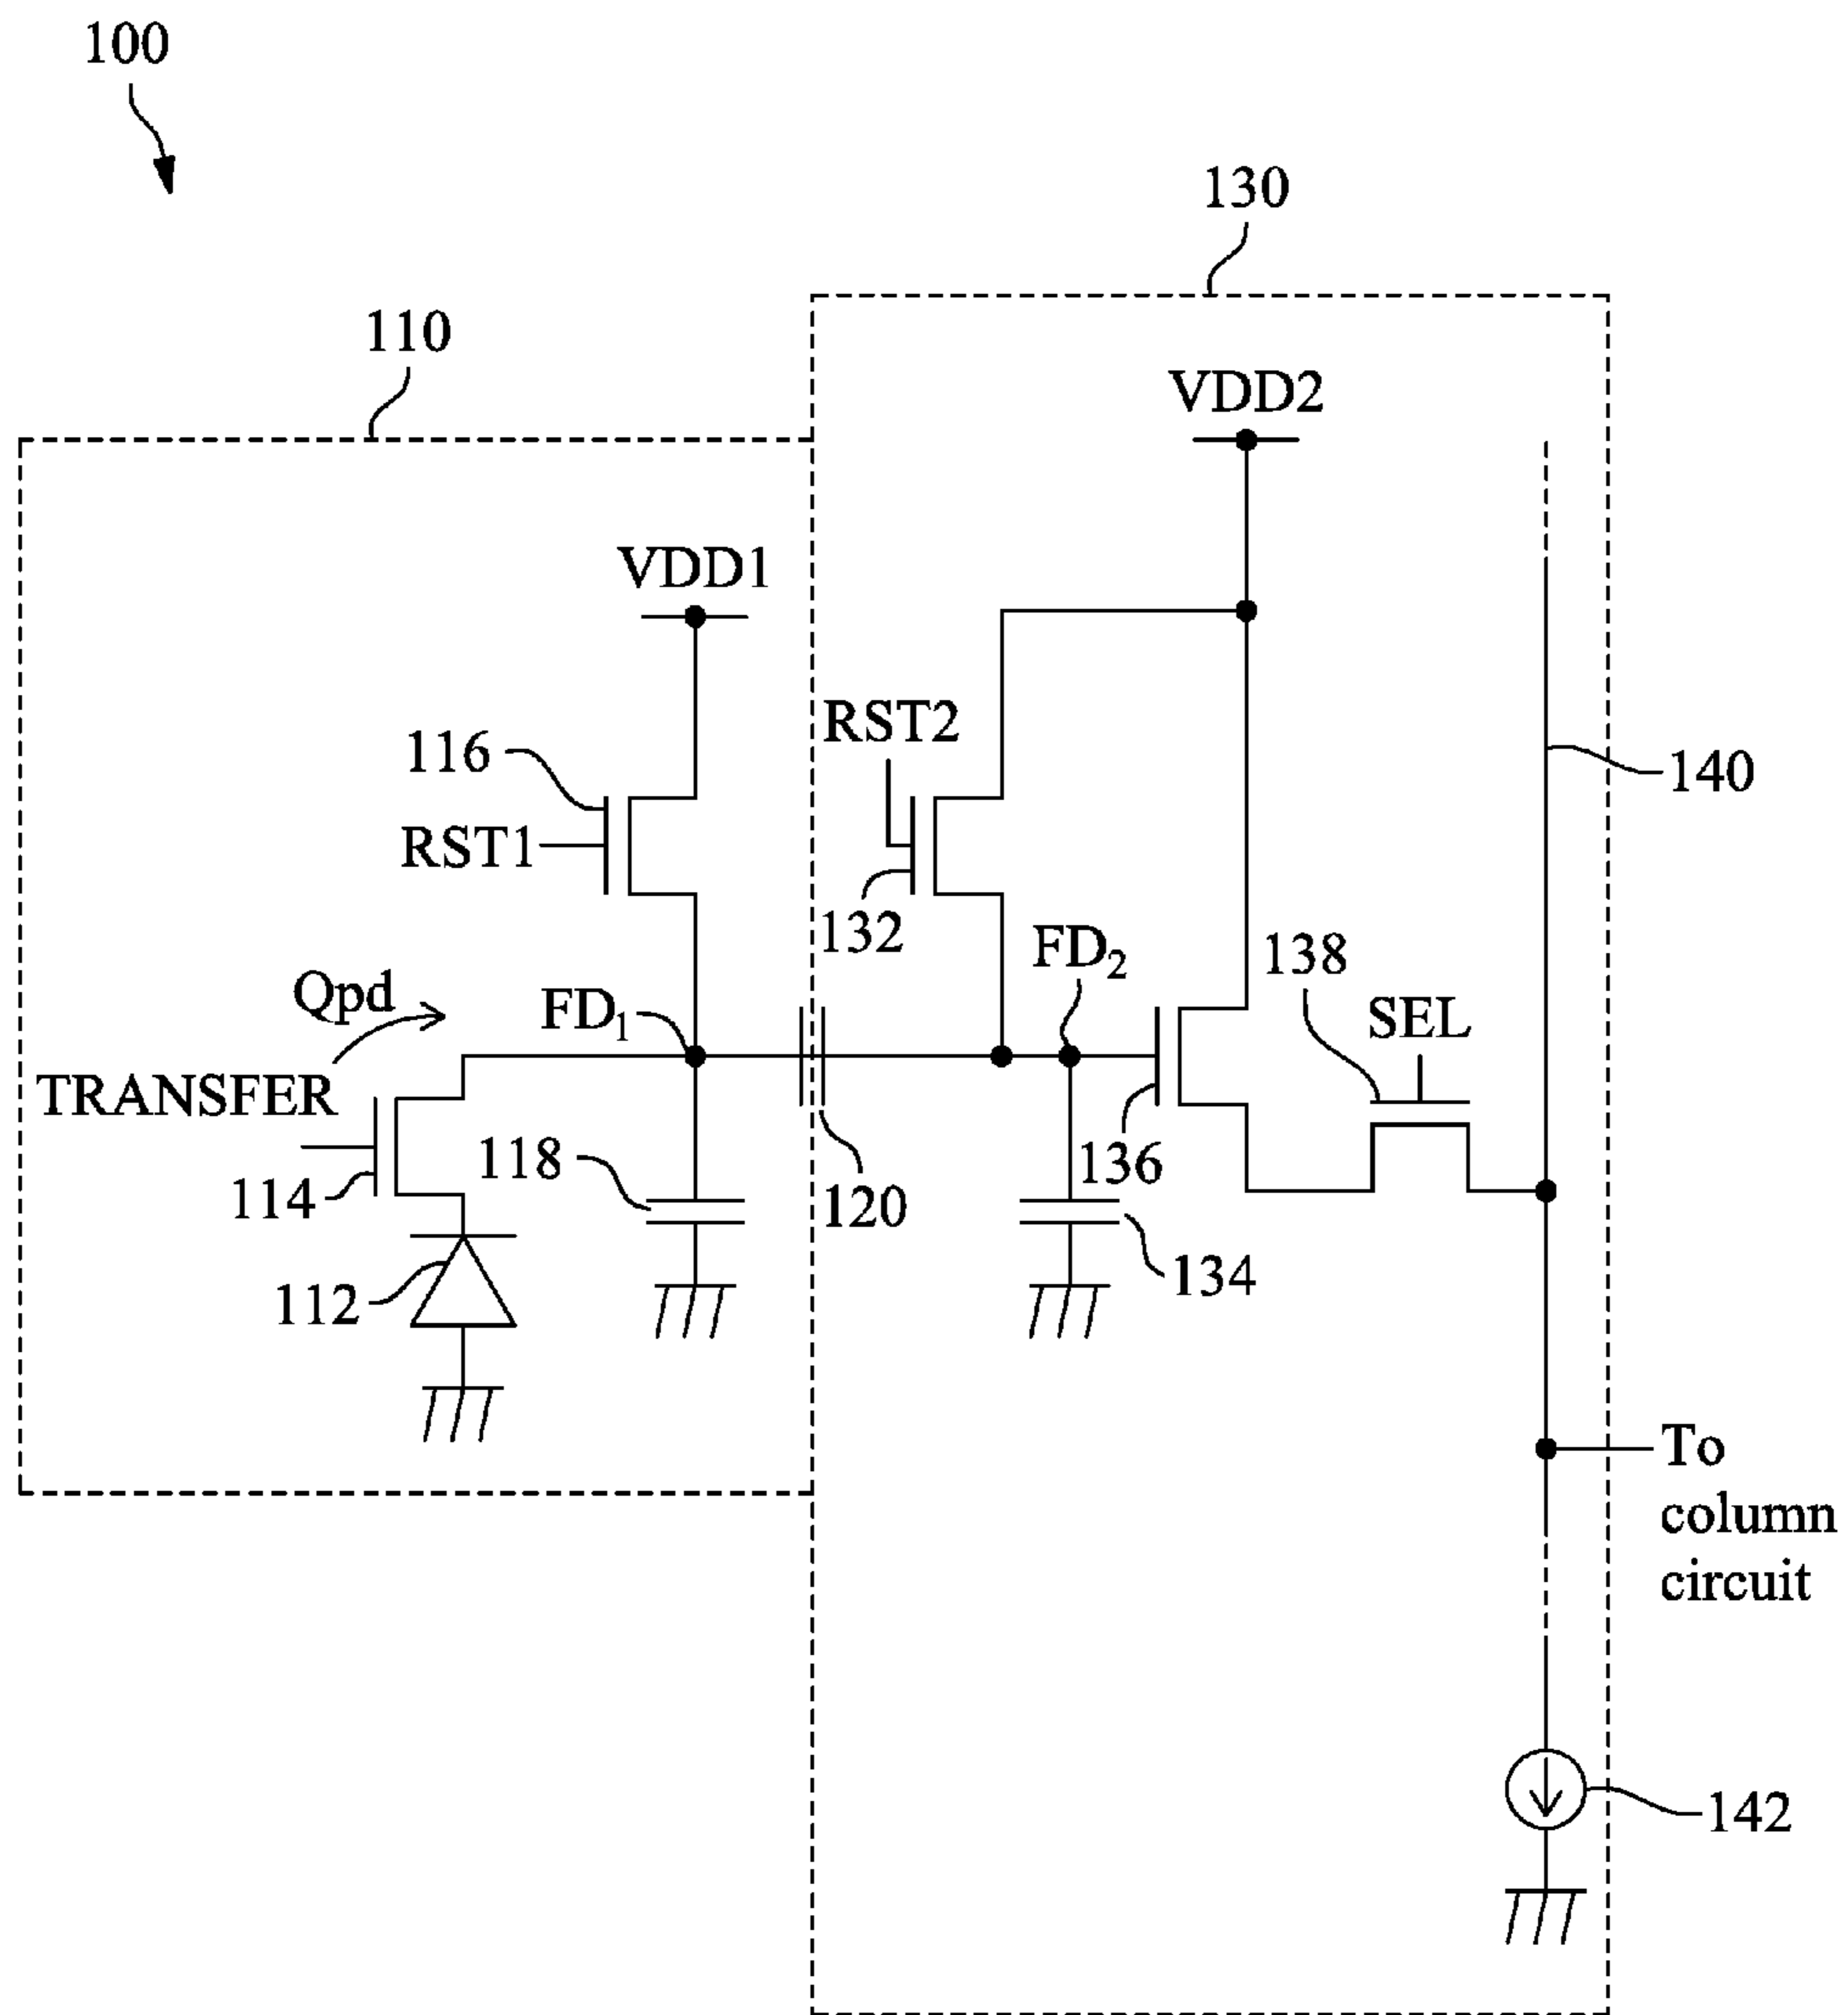 100
130
110
VDD2
VDD1
RST2
116
140
RST1
132
FD2
138
Qpd
FD1
SEL
TRANSFER
118
136
114
120
134
112
To
column
circuit
142